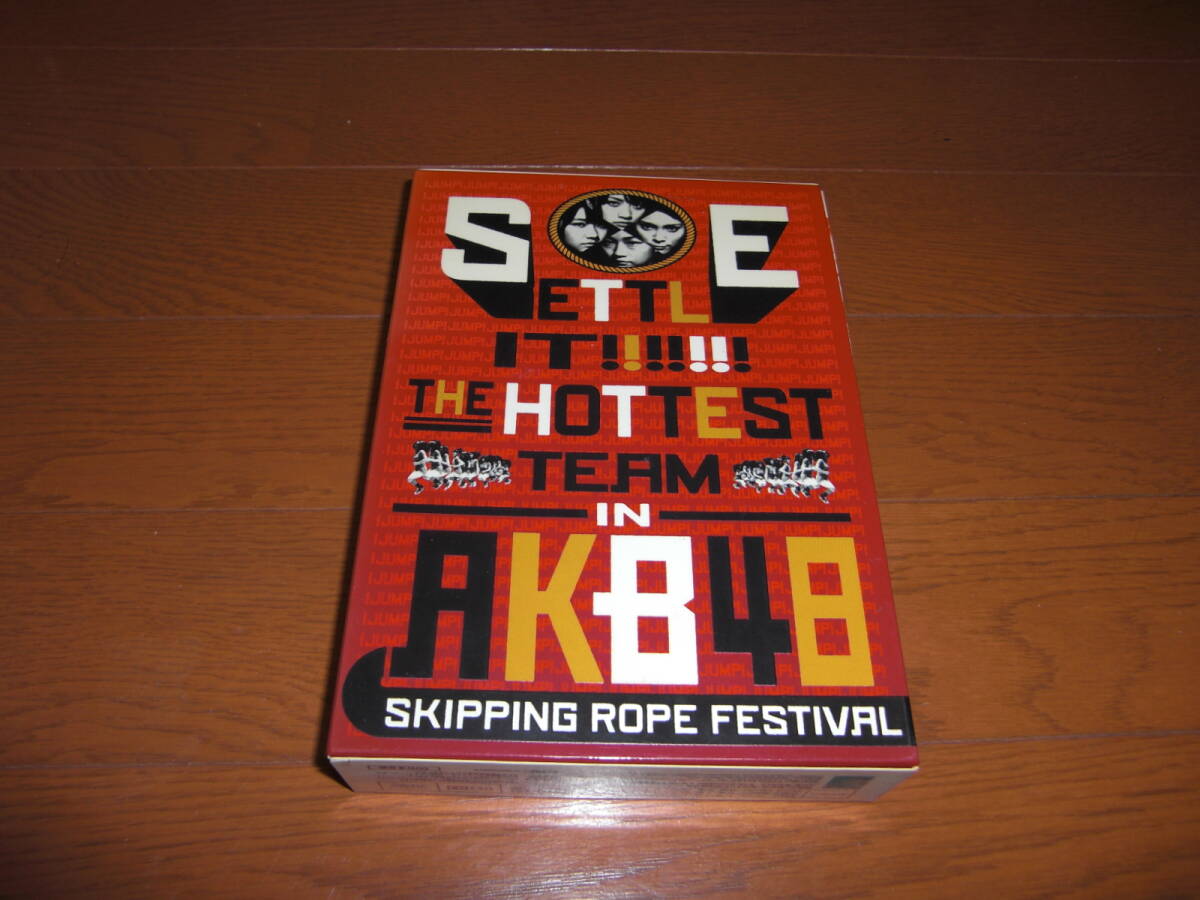 S E
ETTL
IT!!!!!!!
THE HOTTEST
TEAM
IN
AKB48
SKIPPING ROPE FESTIVAL